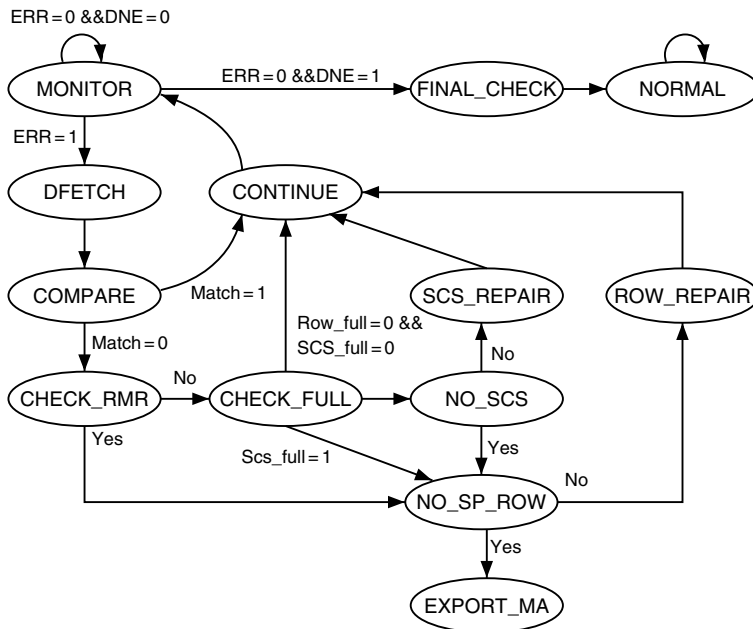 ERR=0 &&DNE=0
MONITOR
ERR=0 &&DNE=1
FINAL_CHECK
NORMAL
ERR=1
DFETCH
CONTINUE
COMPARE
Match=1
SCS_REPAIR
ROW_REPAIR
Row_full=0 &&
SCS_full=0
Match=0
No
No
CHECK_RMR
CHECK_FULL
NO_SCS
Yes
Scs_full=1
Yes
NO_SP_ROW
No
Yes
EXPORT_MA